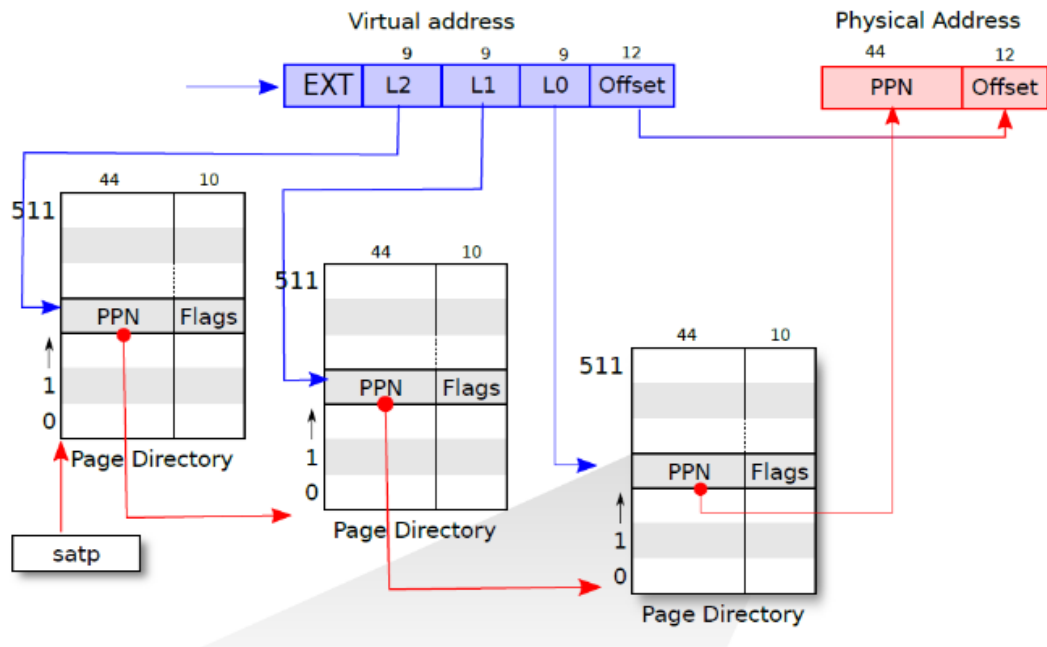 Virtual address
Physical Address
9 9 9 12
44 12
EXT L2 L1 L0 Offset
PPN Offset
44 10
511
PPN Flags
1
0
Page Directory
satp
44 10
511
PPN Flags
1
0
Page Directory
44 10
511
PPN Flags
1
0
Page Directory